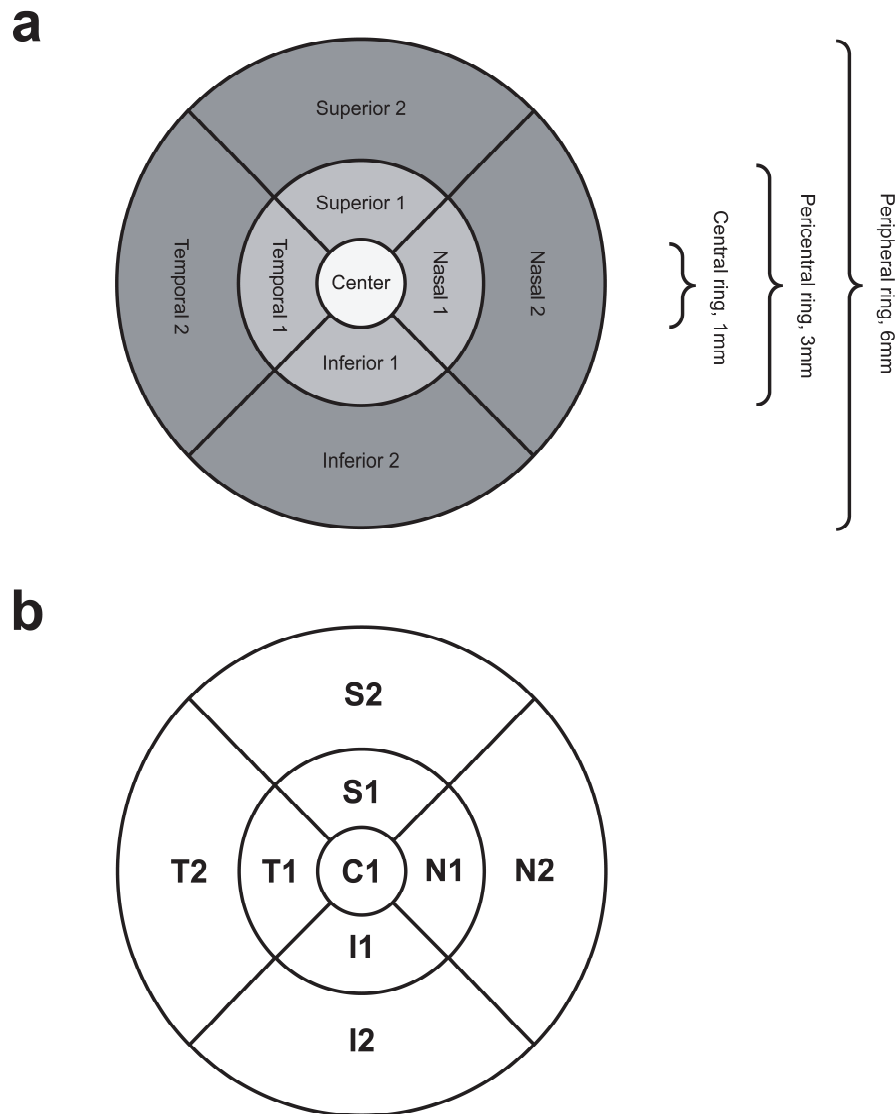 a
Superior 2
Superior 1
Temporal 2
Temporal 1
Center
Nasal 1
Nasal 2
Inferior 1
Inferior 2
Central ring, 1mm
Pericentral ring, 3mm
Peripheral ring, 6mm
b
S2
S1
T2
T1
C1
N1
N2
I1
I2